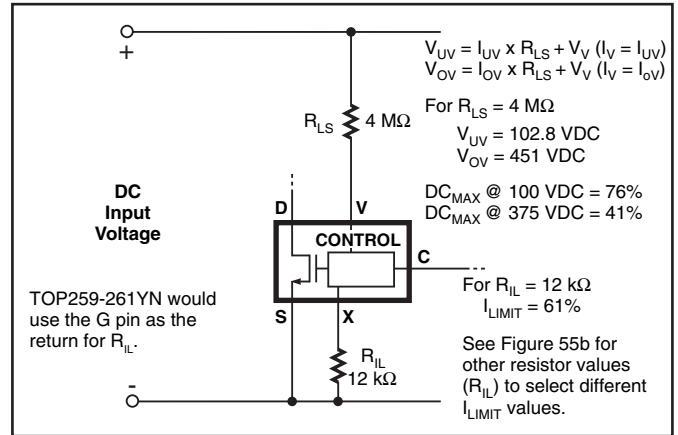 +
V_UV = I_UV x R_LS + V_V (I_V = I_UV)
V_OV = I_OV x R_LS + V_V (I_V = I_oV)
For R_LS = 4 MΩ
V_UV = 102.8 VDC
V_OV = 451 VDC
DC_MAX @ 100 VDC = 76%
DC_MAX @ 375 VDC = 41%
R_LS
4 MΩ
DC
Input
Voltage
D
V
CONTROL
C
S
X
TOP259-261YN would
use the G pin as the
return for R_IL.
R_IL
12 kΩ
For R_IL = 12 kΩ
I_LIMIT = 61%
See Figure 55b for
other resistor values
(R_IL) to select different
I_LIMIT values.
-